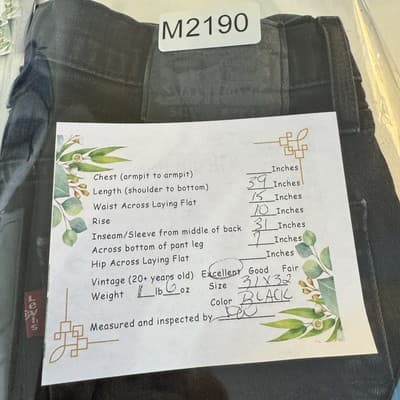 M2190
Chest (armpit to armpit) ___Inches
Length (shoulder to bottom) 39 Inches
Waist Across Laying Flat 15 Inches
Rise 10 Inches
Inseam/Sleeve from middle of back 31 Inches
Across bottom of pant leg 7 Inches
Hip Across Laying Flat ___Inches
Vintage (20+ years old) Excellent Good Fair
Weight 1 lb 6 oz Size 31X32
Color BLACK
Measured and inspected by
LEVI'S